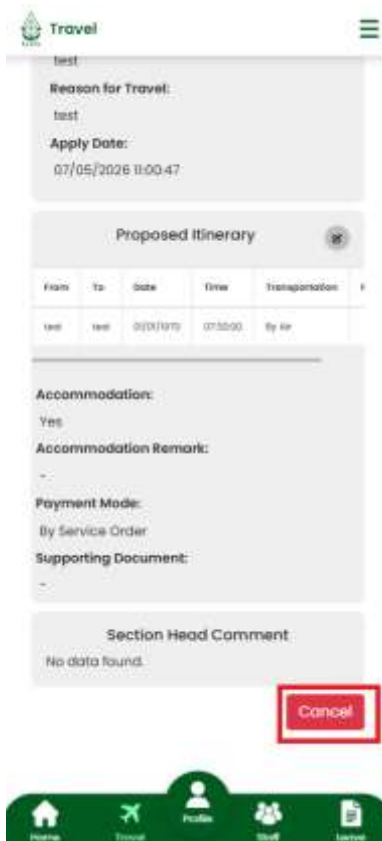 Travel
test
Reason for Travel:
test
Apply Date:
07/05/2026 11:00:47
Proposed Itinerary
From To Date Time Transportation
test test 01/01/1970 07:30:00 By Air
Accommodation:
Yes
Accommodation Remark:
-
Payment Mode:
By Service Order
Supporting Document:
-
Section Head Comment
No data found.
Cancel
Home Travel Profile Staff Leave